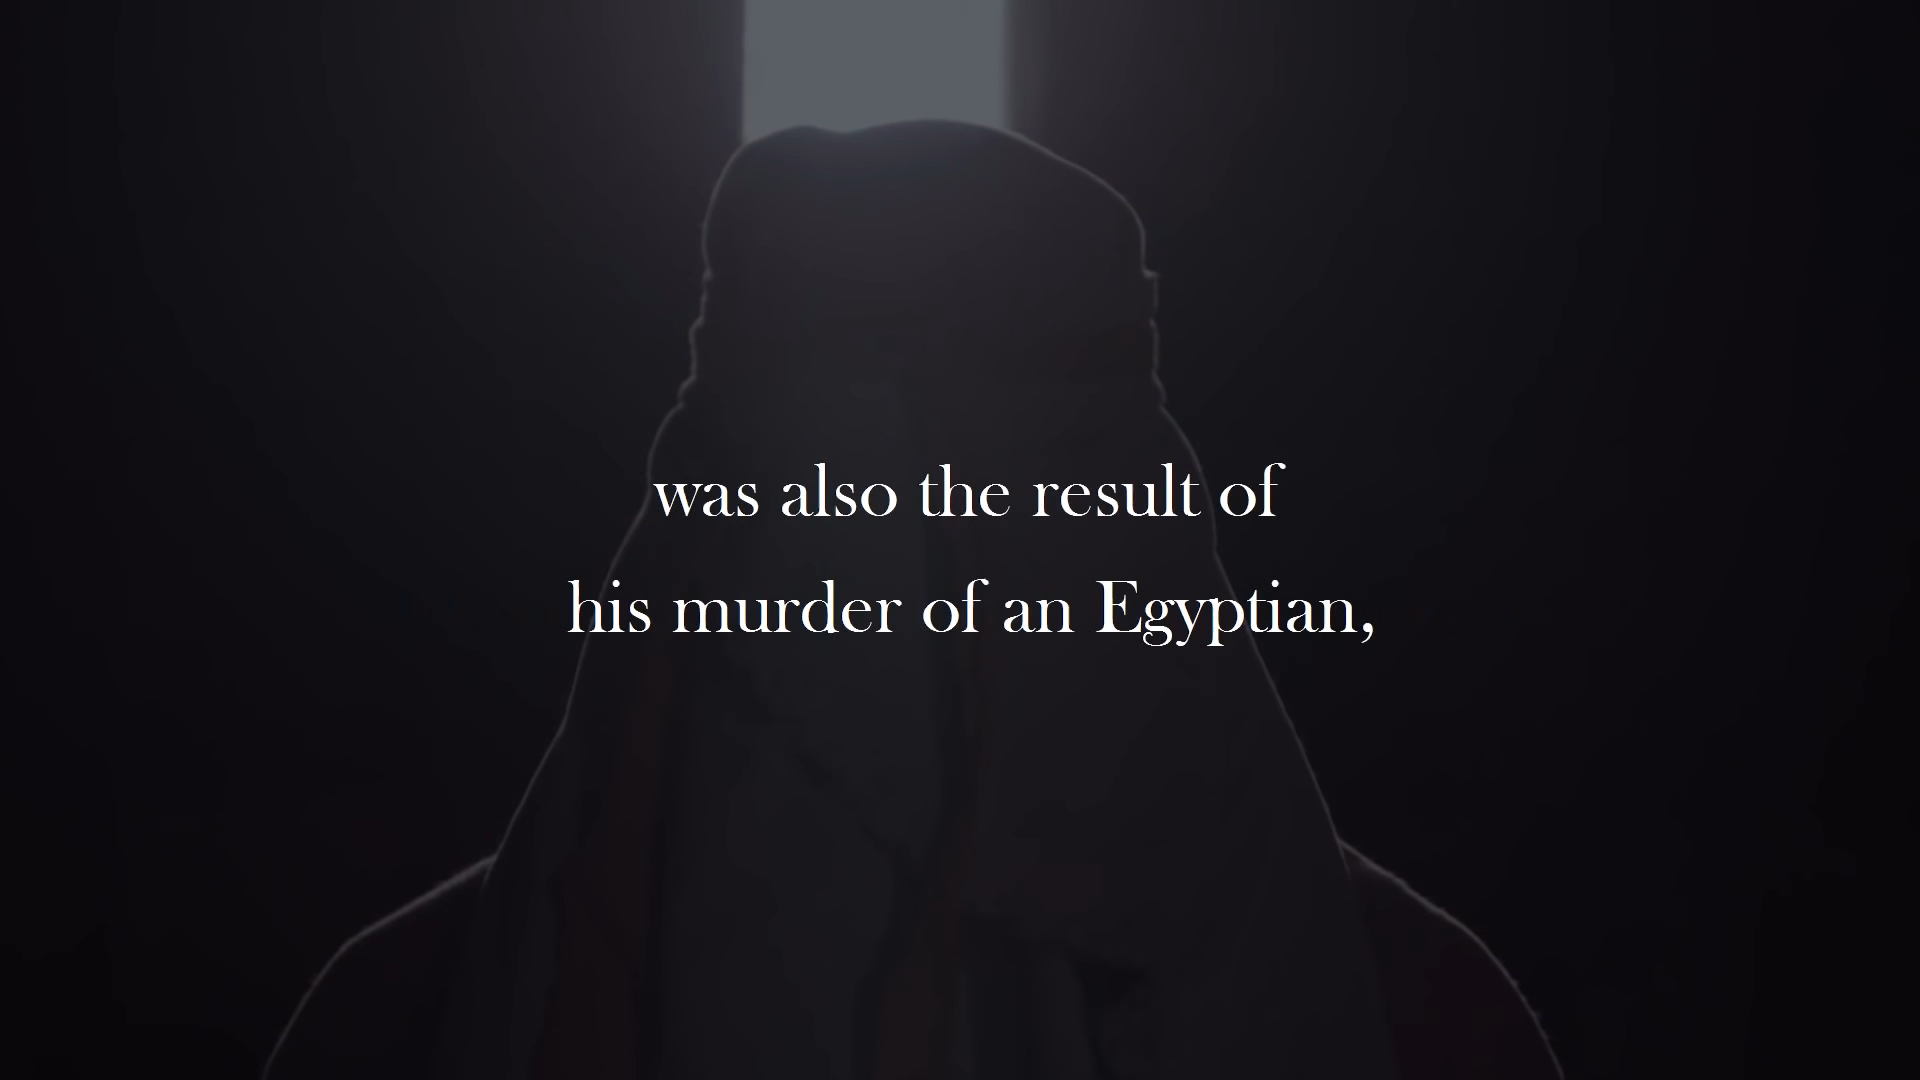 was also the result of
his murder of an Egyptian,